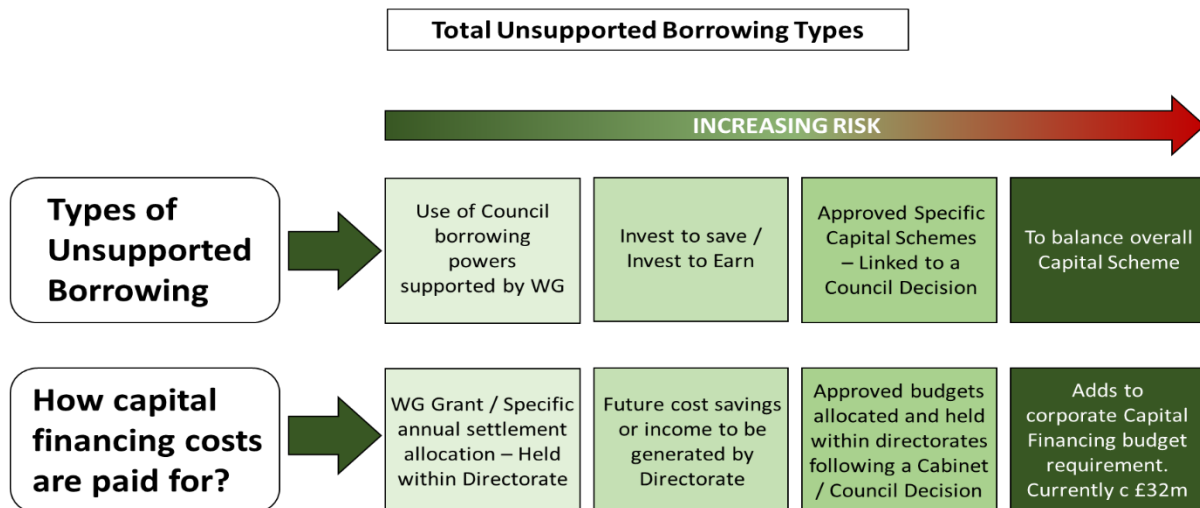 Total Unsupported Borrowing Types
INCREASING RISK
Types of
Unsupported
Borrowing
Use of Council
borrowing
powers
supported by WG
Invest to save /
Invest to Earn
Approved Specific
Capital Schemes
– Linked to a
Council Decision
To balance overall
Capital Scheme
How capital
financing costs
are paid for?
WG Grant / Specific
annual settlement
allocation – Held
within Directorate
Future cost savings
or income to be
generated by
Directorate
Approved budgets
allocated and held
within directorates
following a Cabinet
/ Council Decision
Adds to
corporate Capital
Financing budget
requirement.
Currently c £32m